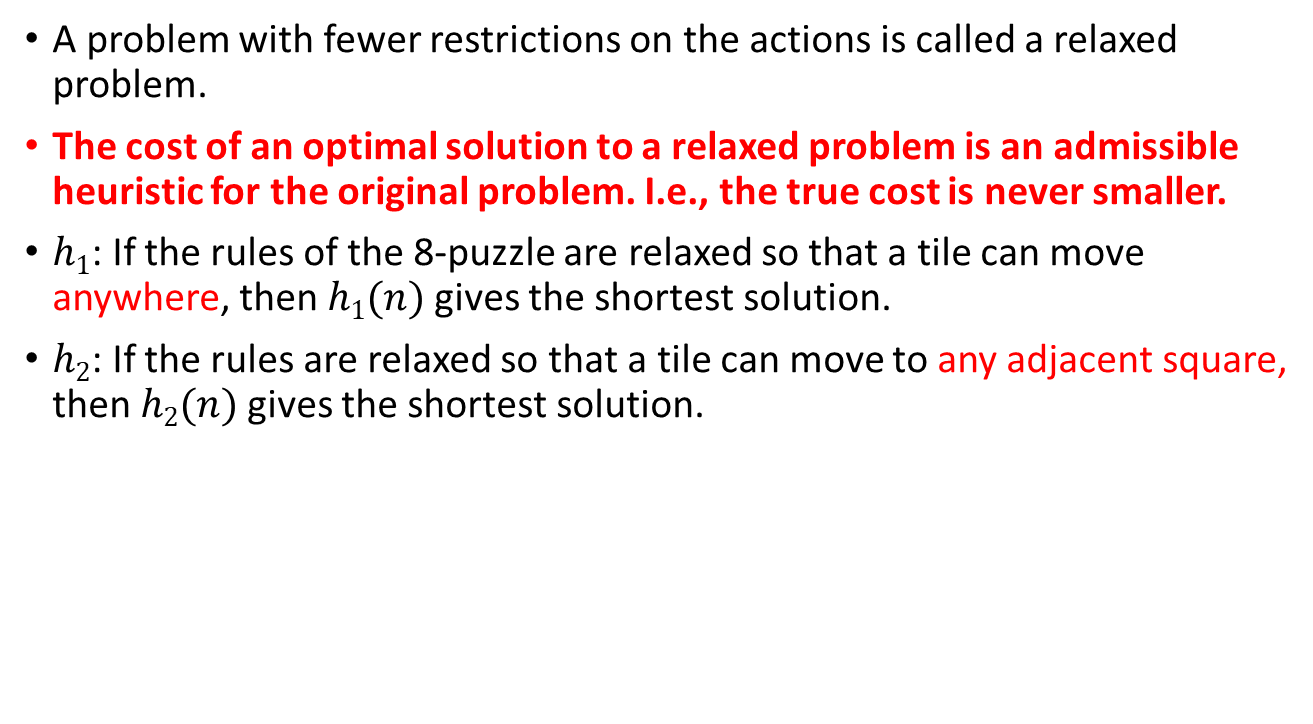 • A problem with fewer restrictions on the actions is called a relaxed
problem.
• The cost of an optimal solution to a relaxed problem is an admissible
heuristic for the original problem. I.e., the true cost is never smaller.
• ℎ₁: If the rules of the 8-puzzle are relaxed so that a tile can move
anywhere, then ℎ₁(𝑛) gives the shortest solution.
• ℎ₂: If the rules are relaxed so that a tile can move to any adjacent square,
then ℎ₂(𝑛) gives the shortest solution.